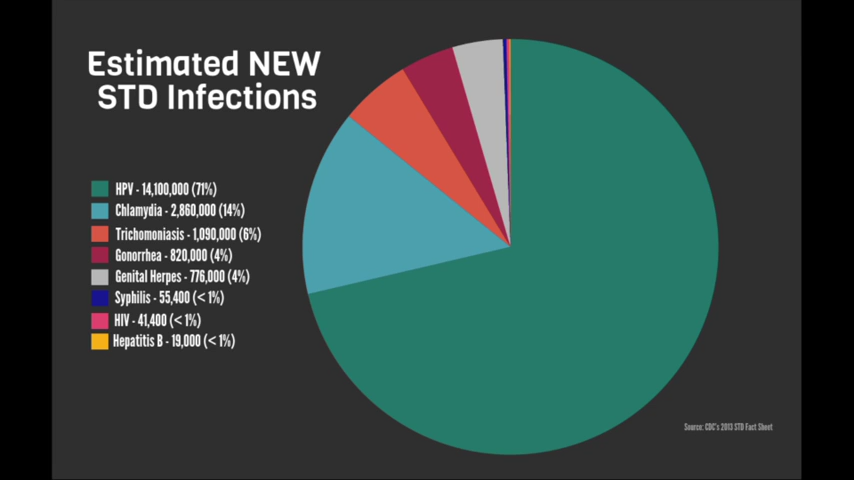 Estimated NEW
STD Infections
HPV - 14,100,000 (71%)
Chlamydia - 2,860,000 (14%)
Trichomoniasis - 1,090,000 (6%)
Gonorrhea - 820,000 (4%)
Genital Herpes - 776,000 (4%)
Syphilis - 55,400 (< 1%)
HIV - 41,400 (< 1%)
Hepatitis B - 19,000 (< 1%)
Source: CDC's 2013 STD Fact Sheet